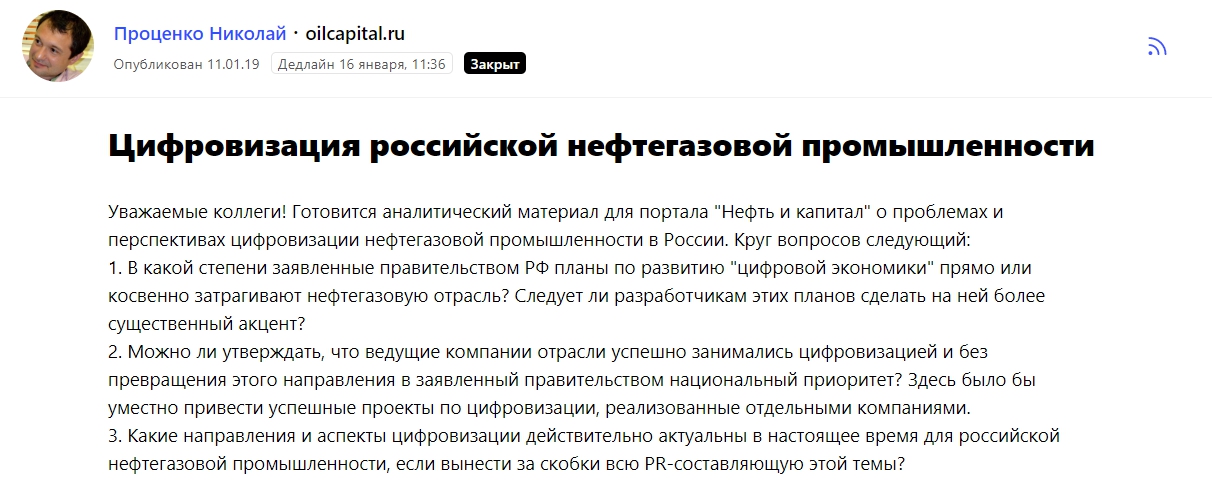 Проценко Николай · oilcapital.ru
Опубликован 11.01.19 Дедлайн 16 января, 11:36 Закрыт
Цифровизация российской нефтегазовой промышленности
Уважаемые коллеги! Готовится аналитический материал для портала "Нефть и капитал" о проблемах и
перспективах цифровизации нефтегазовой промышленности в России. Круг вопросов следующий:
1. В какой степени заявленные правительством РФ планы по развитию "цифровой экономики" прямо или
косвенно затрагивают нефтегазовую отрасль? Следует ли разработчикам этих планов сделать на ней более
существенный акцент?
2. Можно ли утверждать, что ведущие компании отрасли успешно занимались цифровизацией и без
превращения этого направления в заявленный правительством национальный приоритет? Здесь было бы
уместно привести успешные проекты по цифровизации, реализованные отдельными компаниями.
3. Какие направления и аспекты цифровизации действительно актуальны в настоящее время для российской
нефтегазовой промышленности, если вынести за скобки всю PR-составляющую этой темы?